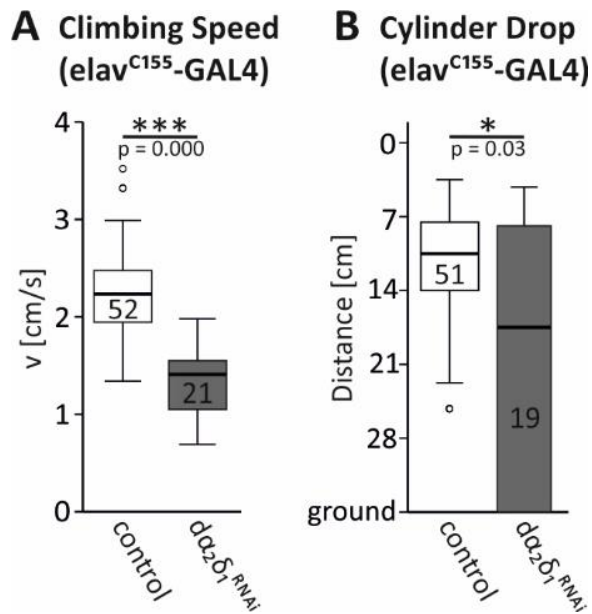 A Climbing Speed
(elavC155-GAL4)
4
3
2
1
0
v [cm/s]
***
p = 0.000
52
21
control
dα2δ1RNAi
B Cylinder Drop
(elavC155-GAL4)
0
7
14
21
28
ground
Distance [cm]
*
p = 0.03
51
19
control
dα2δ1RNAi